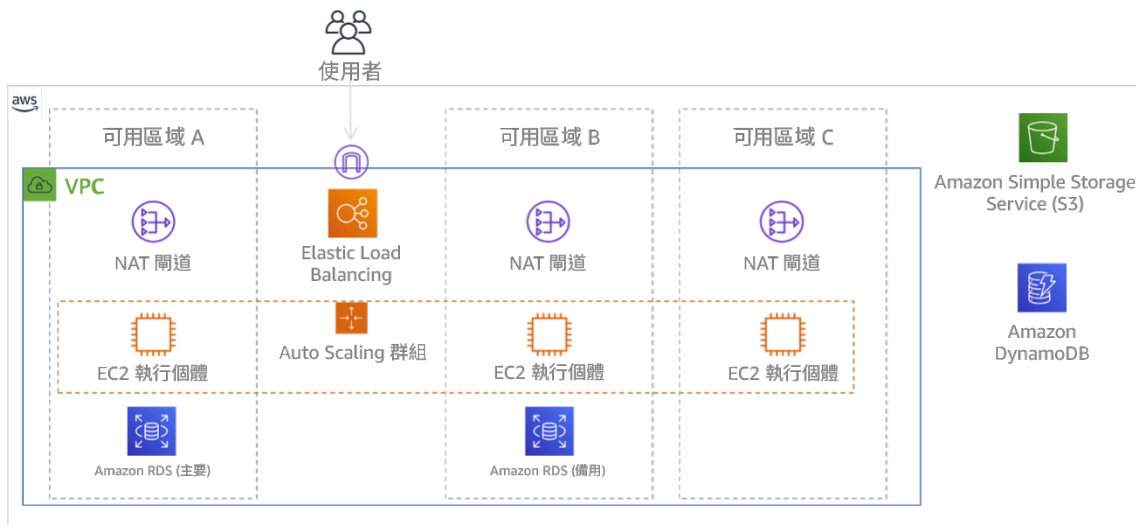 使用者
aws
可用區域 A
可用區域 B
可用區域 C
VPC
NAT 閘道
Elastic Load
Balancing
NAT 閘道
NAT 閘道
Auto Scaling 群組
EC2 執行個體
EC2 執行個體
EC2 執行個體
Amazon RDS (主要)
Amazon RDS (備用)
Amazon Simple Storage
Service (S3)
Amazon
DynamoDB